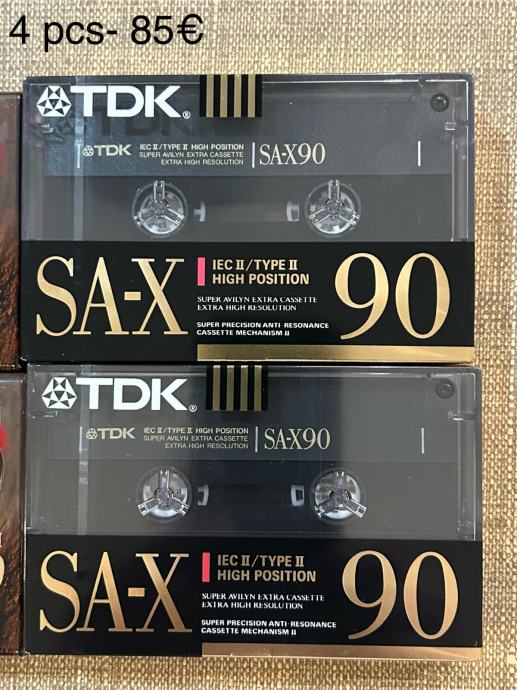 4 pcs- 85€
TDK®
TDK IEC II/TYPE II HIGH POSITION
SUPER AVILYN EXTRA CASSETTE
EXTRA HIGH RESOLUTION
SA-X90
SA-X
IEC II/TYPE II
HIGH POSITION
SUPER AVILYN EXTRA CASSETTE
EXTRA HIGH RESOLUTION
SUPER PRECISION ANTI-RESONANCE
CASSETTE MECHANISM II
90
TDK®
TDK IEC II/TYPE II HIGH POSITION
SUPER AVILYN EXTRA CASSETTE
EXTRA HIGH RESOLUTION
SA-X90
SA-X
IEC II/TYPE II
HIGH POSITION
SUPER AVILYN EXTRA CASSETTE
EXTRA HIGH RESOLUTION
SUPER PRECISION ANTI-RESONANCE
CASSETTE MECHANISM II
90